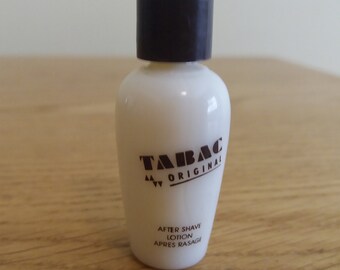 TABAC
ORIGINAL
AFTER SHAVE
LOTION
APRES RASAGE